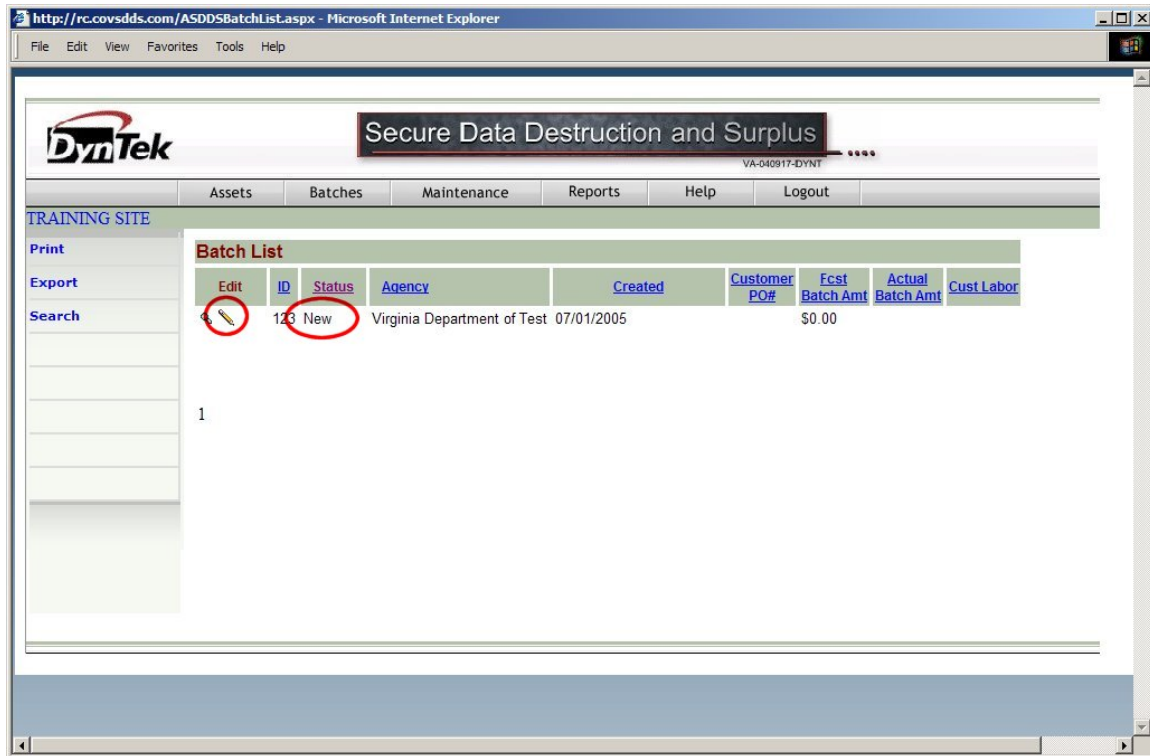 http://rc.covsdds.com/ASDDSBatchList.aspx - Microsoft Internet Explorer
File Edit View Favorites Tools Help
DynTek
Secure Data Destruction and Surplus
VA-040917-DYNT
Assets Batches Maintenance Reports Help Logout
TRAINING SITE
Print
Export
Search
Batch List
Edit ID Status Agency Created Customer PO# Fcst Batch Amt Actual Batch Amt Cust Labor
123 New Virginia Department of Test 07/01/2005 $0.00
1